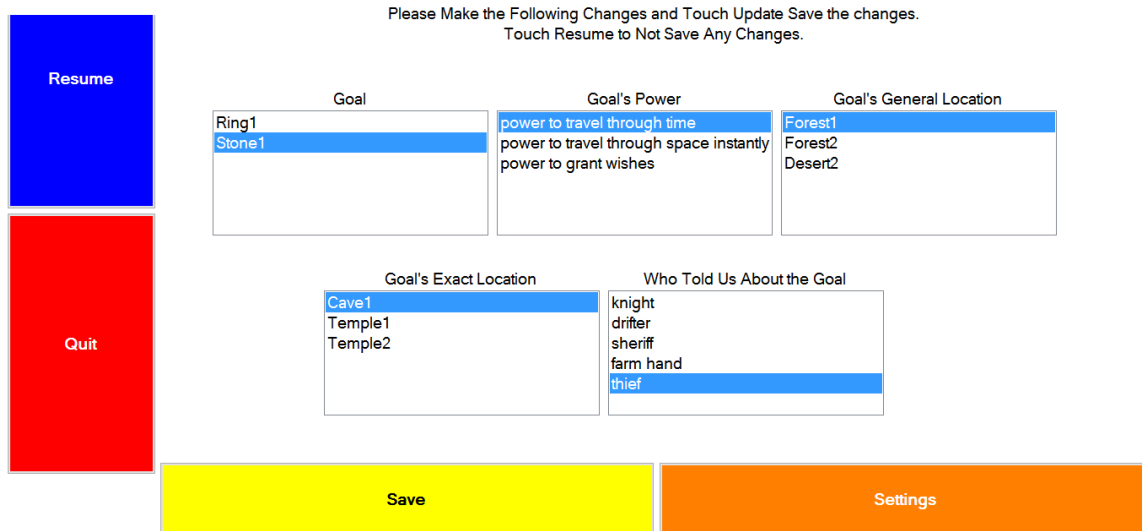 Please Make the Following Changes and Touch Update Save the changes.
Touch Resume to Not Save Any Changes.
Resume
Goal
Ring1
Stone1
Goal's Power
power to travel through time
power to travel through space instantly
power to grant wishes
Goal's General Location
Forest1
Forest2
Desert2
Goal's Exact Location
Cave1
Temple1
Temple2
Who Told Us About the Goal
knight
drifter
sheriff
farm hand
thief
Quit
Save
Settings